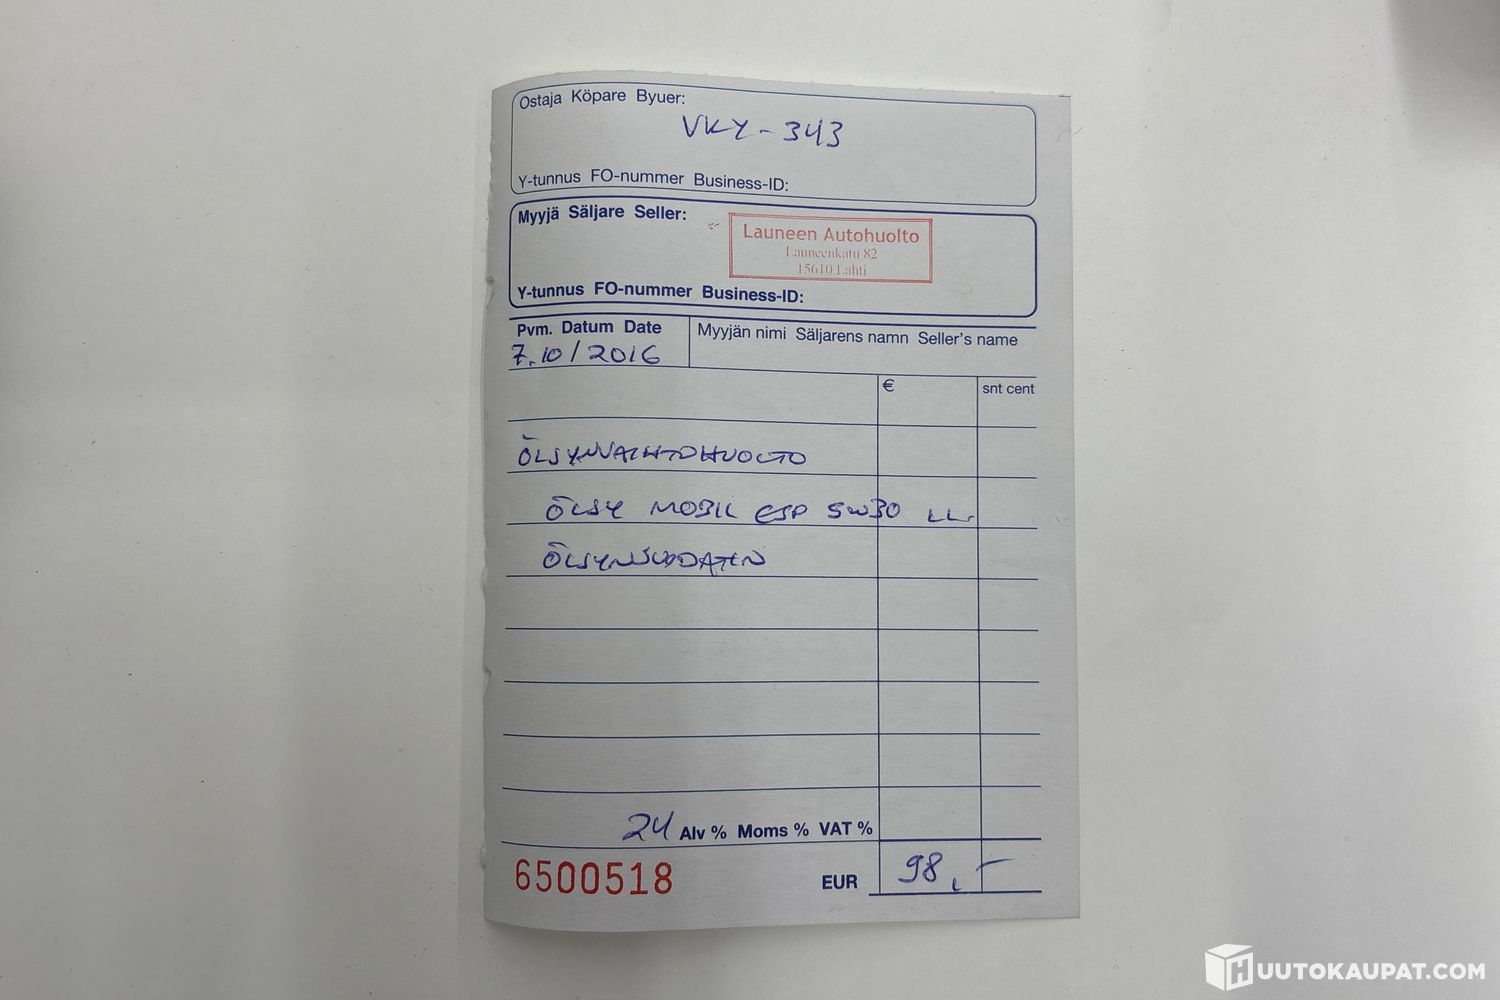 Ostaja Köpare Byuer:
VKY-343
Y-tunnus FO-nummer Business-ID:
Myyjä Säljare Seller:
Launeen Autohuolto
Launeenkatu 82
15610 Lahti
Y-tunnus FO-nummer Business-ID:
Pvm. Datum Date
7.10/2016
Myyjän nimi Säljarens namn Seller's name
€ snt cent
ÖLJYNVAIHTOHUOLTO
ÖLJY MOBIL ESP 5W30 LL
ÖLJYNSUODATIN
24 Alv % Moms % VAT %
6500518 EUR 98,-
HUUTOKAUPAT.COM